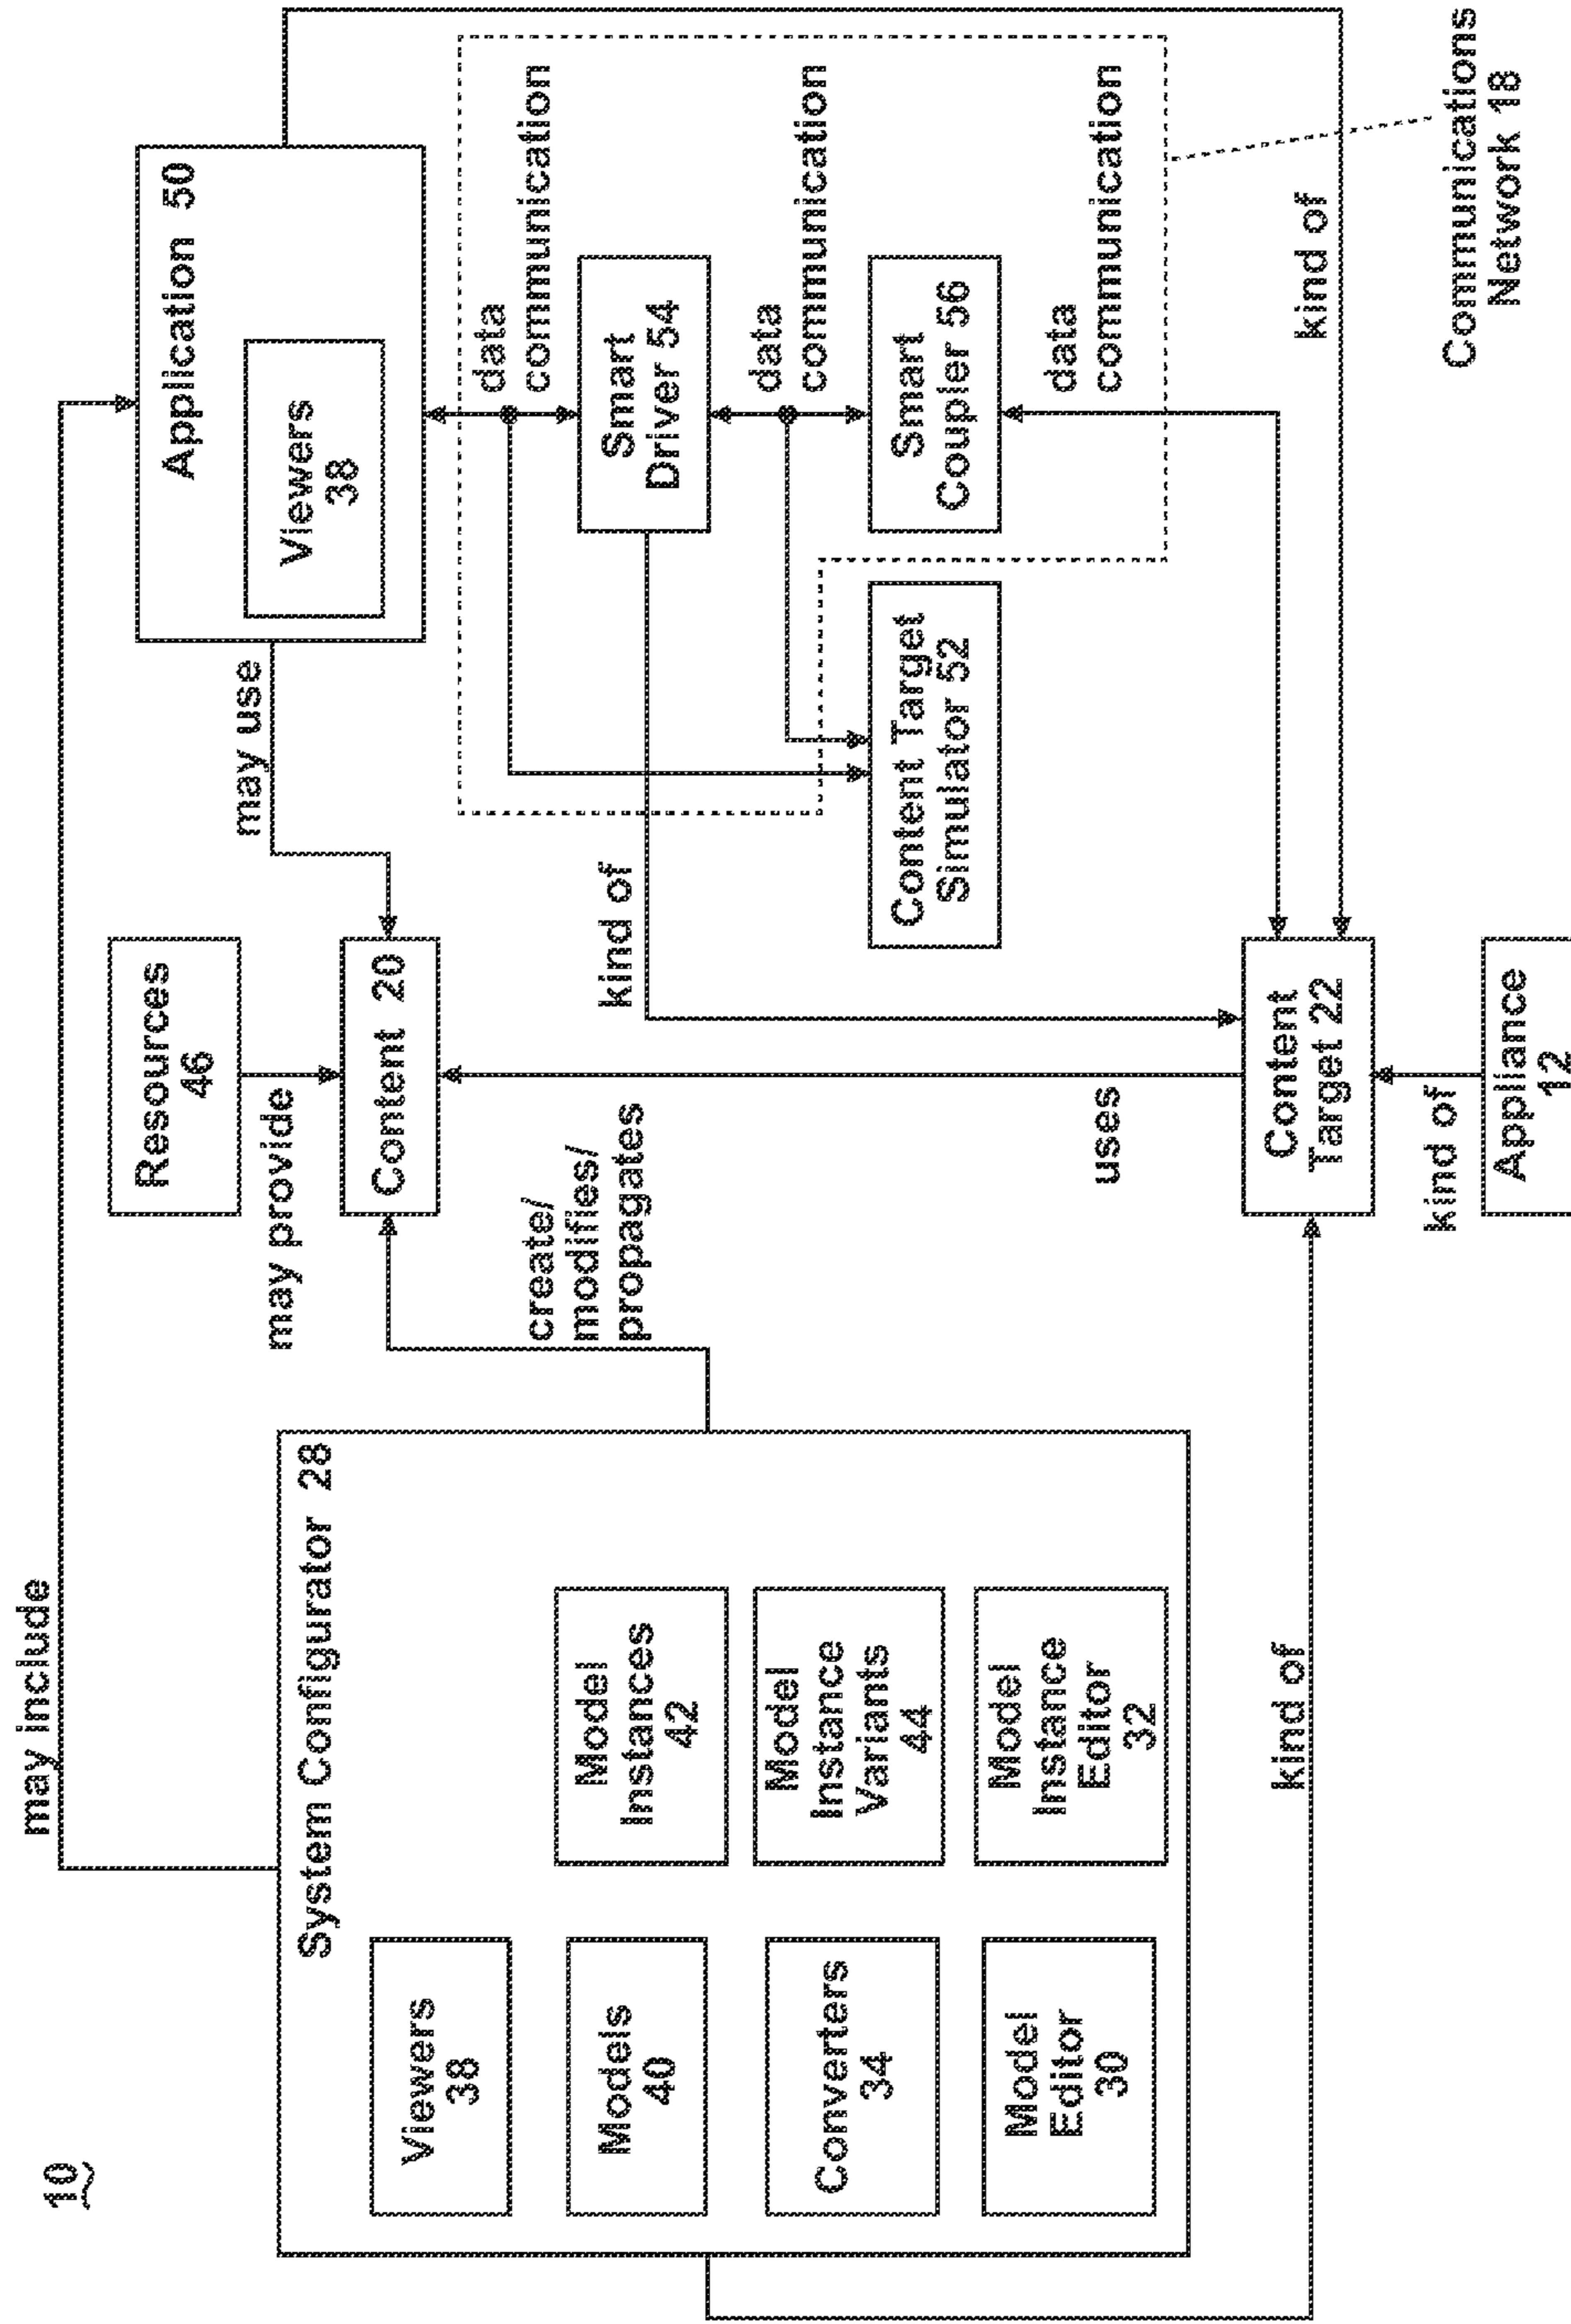 10
may include
System Configurator 28
Viewers
38
Models
40
Converters
34
Model
Editor
30
Model
Instances
42
Model
Instance
Variants
44
Model
Instance
Editor
32
kind of
create/
modifies/
propagates
Resources
46
may provide
Content 20
may use
uses
kind of
Content
Target 22
kind of
Appliance
12
Application 50
Viewers
38
data
communication
Smart
Driver 54
data
communication
Smart
Coupler 56
data
communication
Content Target
Simulator 52
kind of
Communications
Network 18